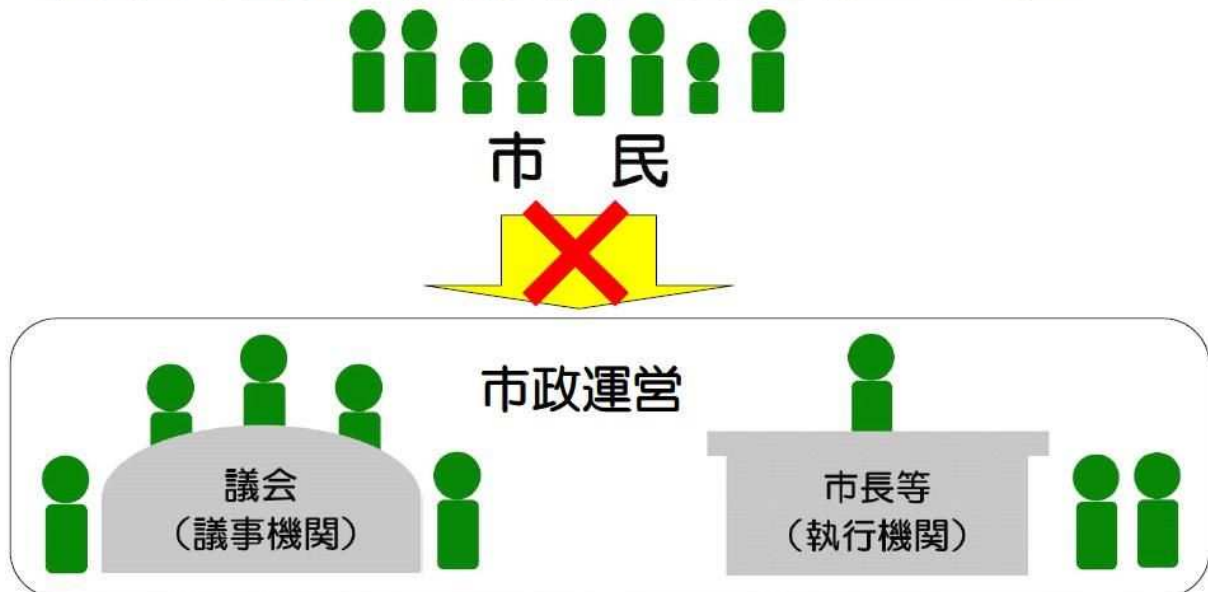 市 民
市政運営
議会
（議事機関）
市長等
（執行機関）